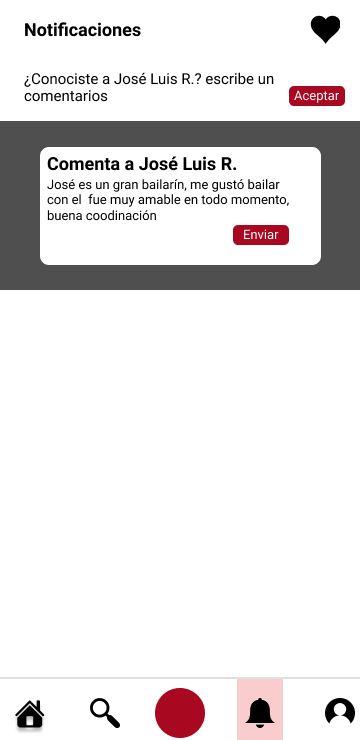 Notificaciones
¿Conociste a José Luis R.? escribe un
comentarios
Aceptar
Comenta a José Luis R.
José es un gran bailarín, me gustó bailar
con el  fue muy amable en todo momento,
buena coodinación
Enviar